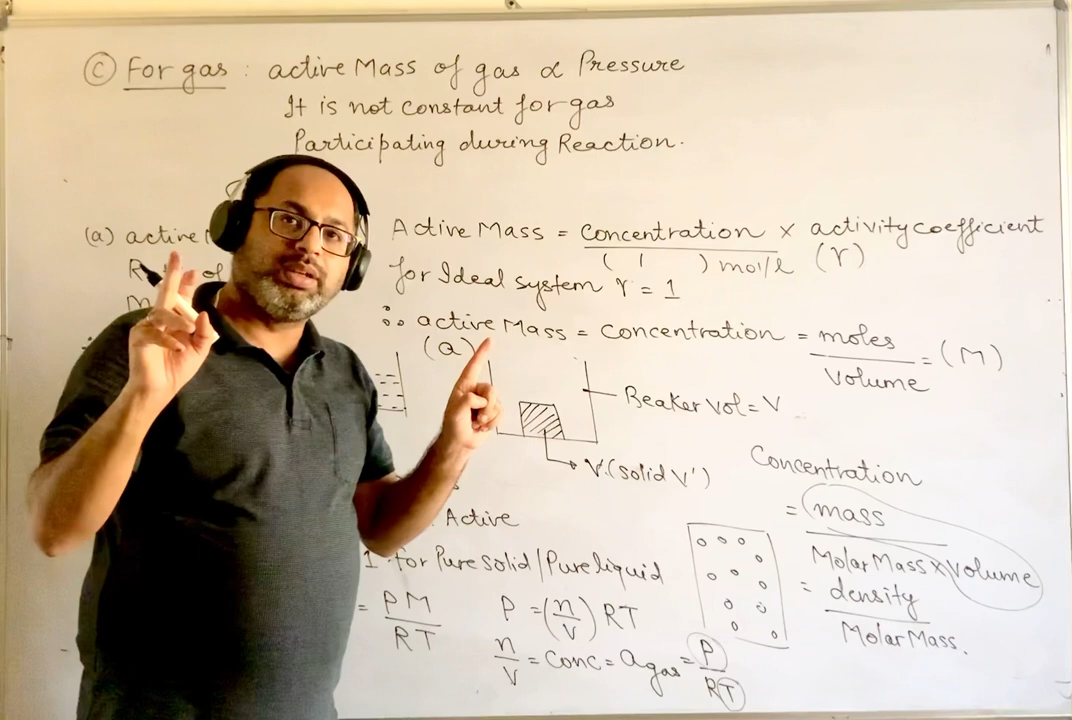 Ⓒ For gas : active Mass of gas α Pressure
It is not constant for gas
Participating during Reaction.
(a) active
Active Mass = concentration × activity coefficient
( ) mol/l (γ)
of
for Ideal system γ = 1
∴ active Mass = Concentration = moles/volume = (M)
(a)
Beaker Vol = V
V.(solid V')
Concentration
= mass / Molar Mass × volume
= density / Molar Mass.
Active
1 for Pure solid/Pure liquid
= PM/RT P = (n/v) RT
n/v = conc = a gas = P/RT